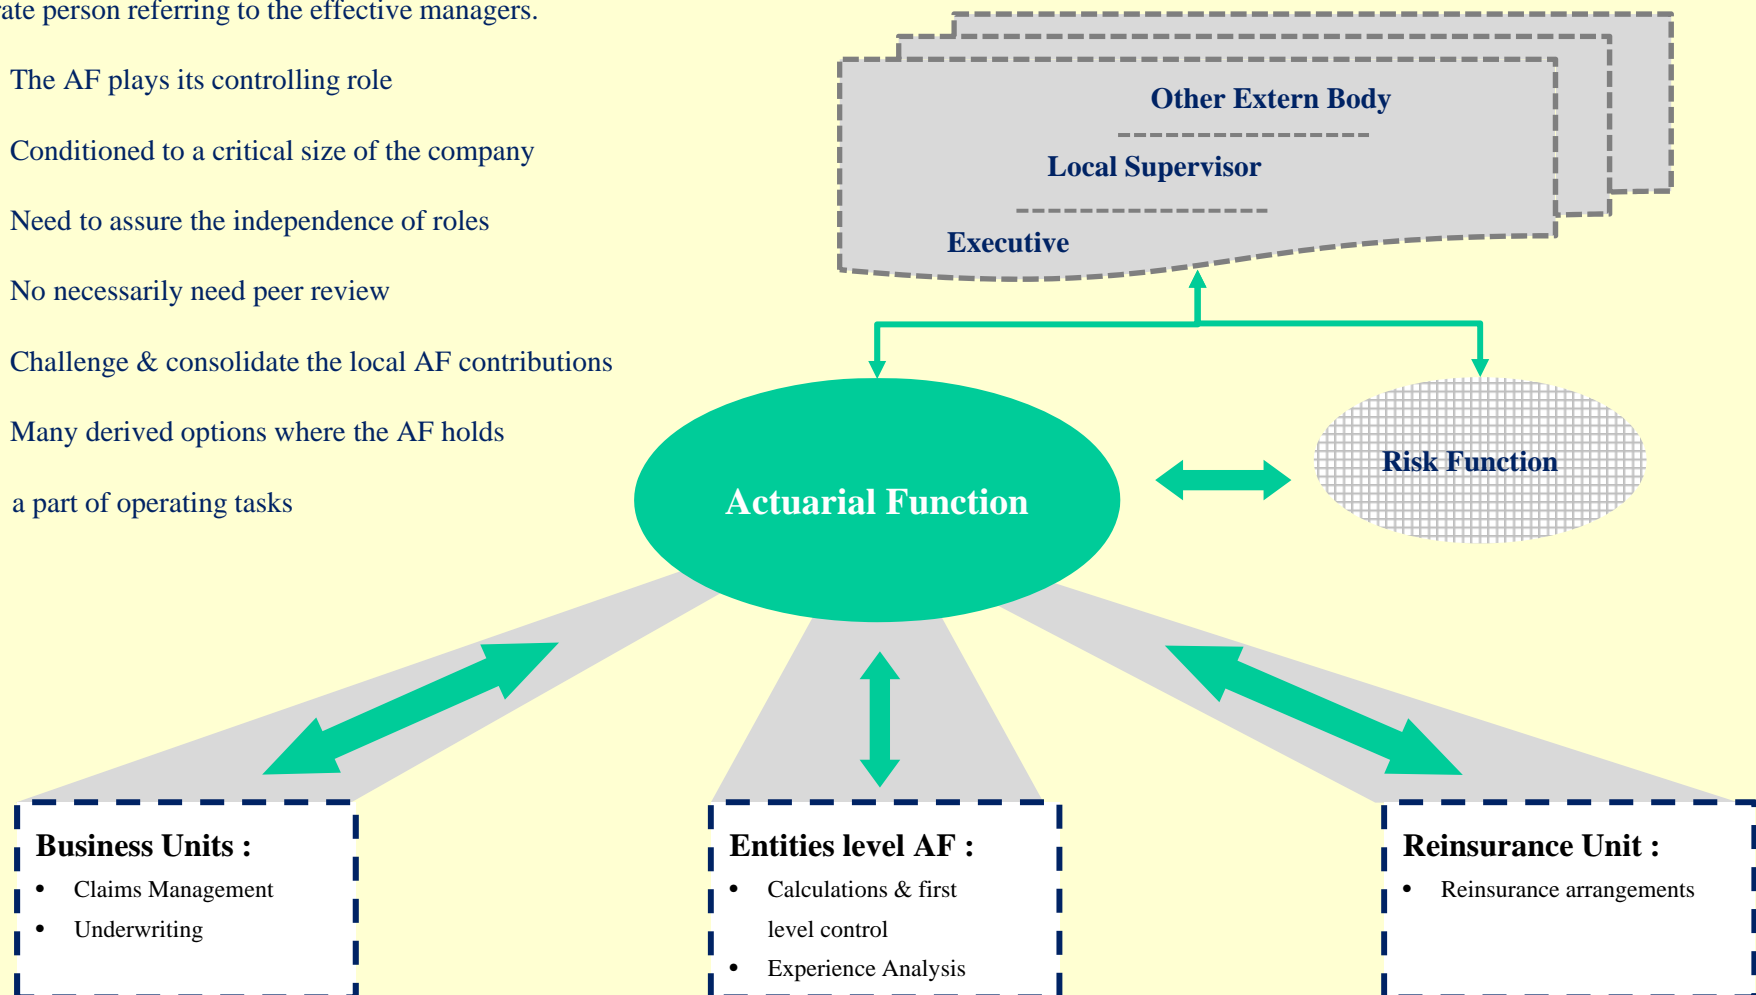 person referring to the effective managers.
The AF plays its controlling role
Conditioned to a critical size of the company
Need to assure the independence of roles
No necessarily need peer review
Challenge & consolidate the local AF contributions
Many derived options where the AF holds
a part of operating tasks
Other Extern Body
Local Supervisor
Executive
Actuarial Function
Risk Function
Business Units :
• Claims Management
• Underwriting
Entities level AF :
• Calculations & first
level control
• Experience Analysis
Reinsurance Unit :
• Reinsurance arrangements